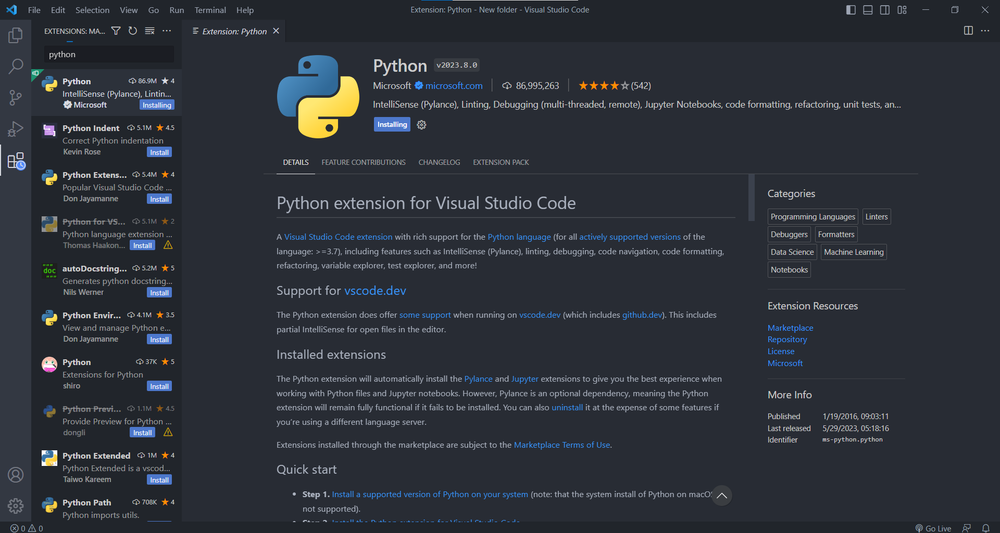 File Edit Selection View Go Run Terminal Help
Extension: Python - New folder - Visual Studio Code
EXTENSIONS: MA...
python
Python 86.9M 4
IntelliSense (Pylance), Lintin...
Microsoft Installing
Python Indent 5.1M 4.5
Correct Python indentation
Kevin Rose Install
Python Extens... 5.4M 4
Popular Visual Studio Code ...
Don Jayamanne Install
Python for VS... 5.1M 2
Python language extension ...
Thomas Haakon... Install
"""
doc
"""
autoDocstring... 5.2M 5
Generates python docstring...
Nils Werner Install
Python Envir... 4.1M 3.5
View and manage Python e...
Don Jayamanne Install
Python 37K 5
Extensions for Python
shiro Install
Python Previ... 1.1M 4.5
Provide Preview for Python ...
dongli Install
Python Extended 1M 4
Python Extended is a vscod...
Taiwo Kareem Install
Python Path 708K 4
Python imports utils.
Extension: Python
Python v2023.8.0
Microsoft microsoft.com 86,995,263 (542)
IntelliSense (Pylance), Linting, Debugging (multi-threaded, remote), Jupyter Notebooks, code formatting, refactoring, unit tests, an...
Installing
DETAILS FEATURE CONTRIBUTIONS CHANGELOG EXTENSION PACK
Python extension for Visual Studio Code
A Visual Studio Code extension with rich support for the Python language (for all actively supported versions of the
language: >=3.7), including features such as IntelliSense (Pylance), linting, debugging, code navigation, code formatting,
refactoring, variable explorer, test explorer, and more!
Support for vscode.dev
The Python extension does offer some support when running on vscode.dev (which includes github.dev). This includes
partial IntelliSense for open files in the editor.
Installed extensions
The Python extension will automatically install the Pylance and Jupyter extensions to give you the best experience when
working with Python files and Jupyter notebooks. However, Pylance is an optional dependency, meaning the Python
extension will remain fully functional if it fails to be installed. You can also uninstall it at the expense of some features if
you're using a different language server.
Extensions installed through the marketplace are subject to the Marketplace Terms of Use.
Quick start
• Step 1. Install a supported version of Python on your system (note: that the system install of Python on macOS
not supported).
• Step 2. Install the Python extension for Visual Studio Code
Categories
Programming Languages Linters
Debuggers Formatters
Data Science Machine Learning
Notebooks
Extension Resources
Marketplace
Repository
License
Microsoft
More Info
Published 1/19/2016, 09:03:11
Last released 5/29/2023, 05:18:16
Identifier ms-python.python
0 0
Go Live